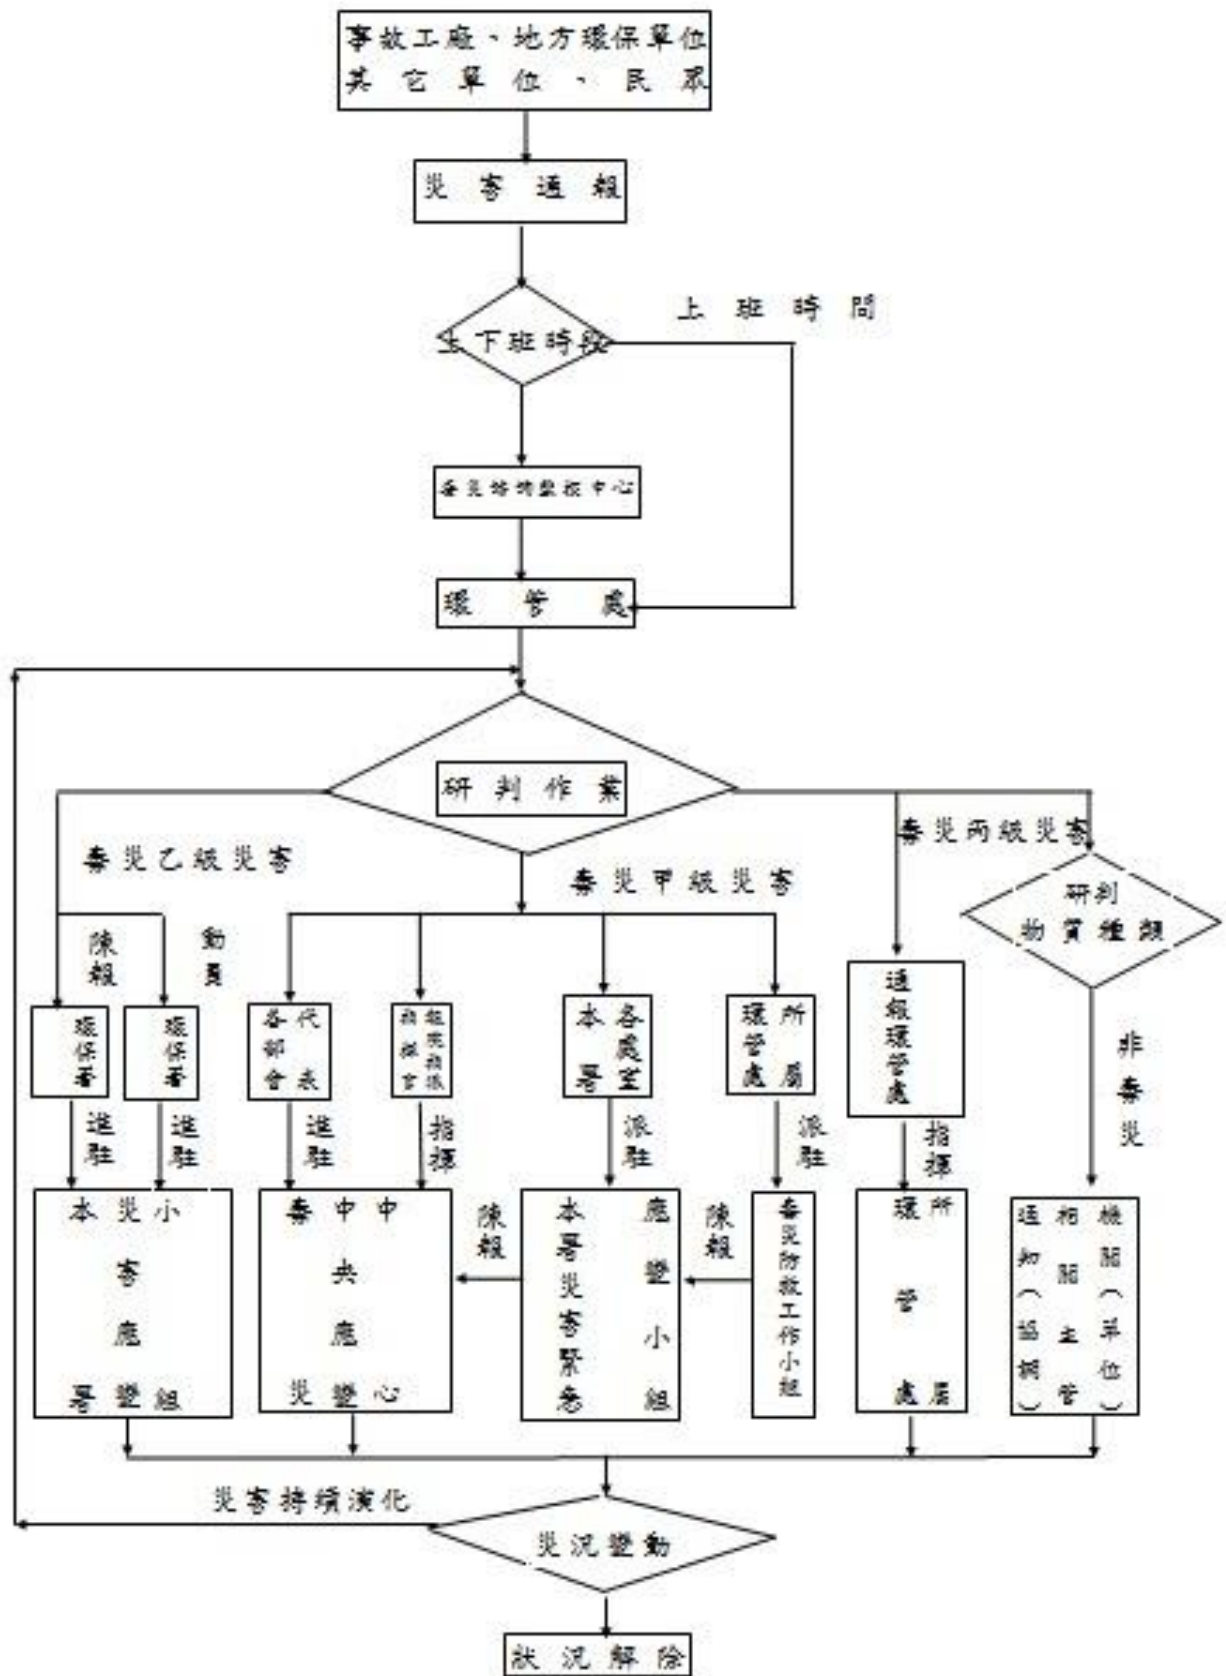 事故工廠、地方環保單位
其它單位、民眾
災害通報
上下班時段
上班時間
毒災諮詢監控中心
環管處
研判作業
毒災乙級災害
毒災甲級災害
毒災丙級災害
研判
物質種類
陳報
動員
環保署
環保署
各部會
代表
指揮官
本署
各處室
環管處
所屬
通報環管處
非毒災
進駐
進駐
進駐
指揮
派駐
派駐
指揮
本署
災害應變
小組
毒災
中央應變
中心
陳報
本署災害緊急
應變小組
陳報
毒災防救工作小組
環管處
所屬
通知(協調)
相關主管
機關(單位)
災害持續演化
災況變動
狀況解除